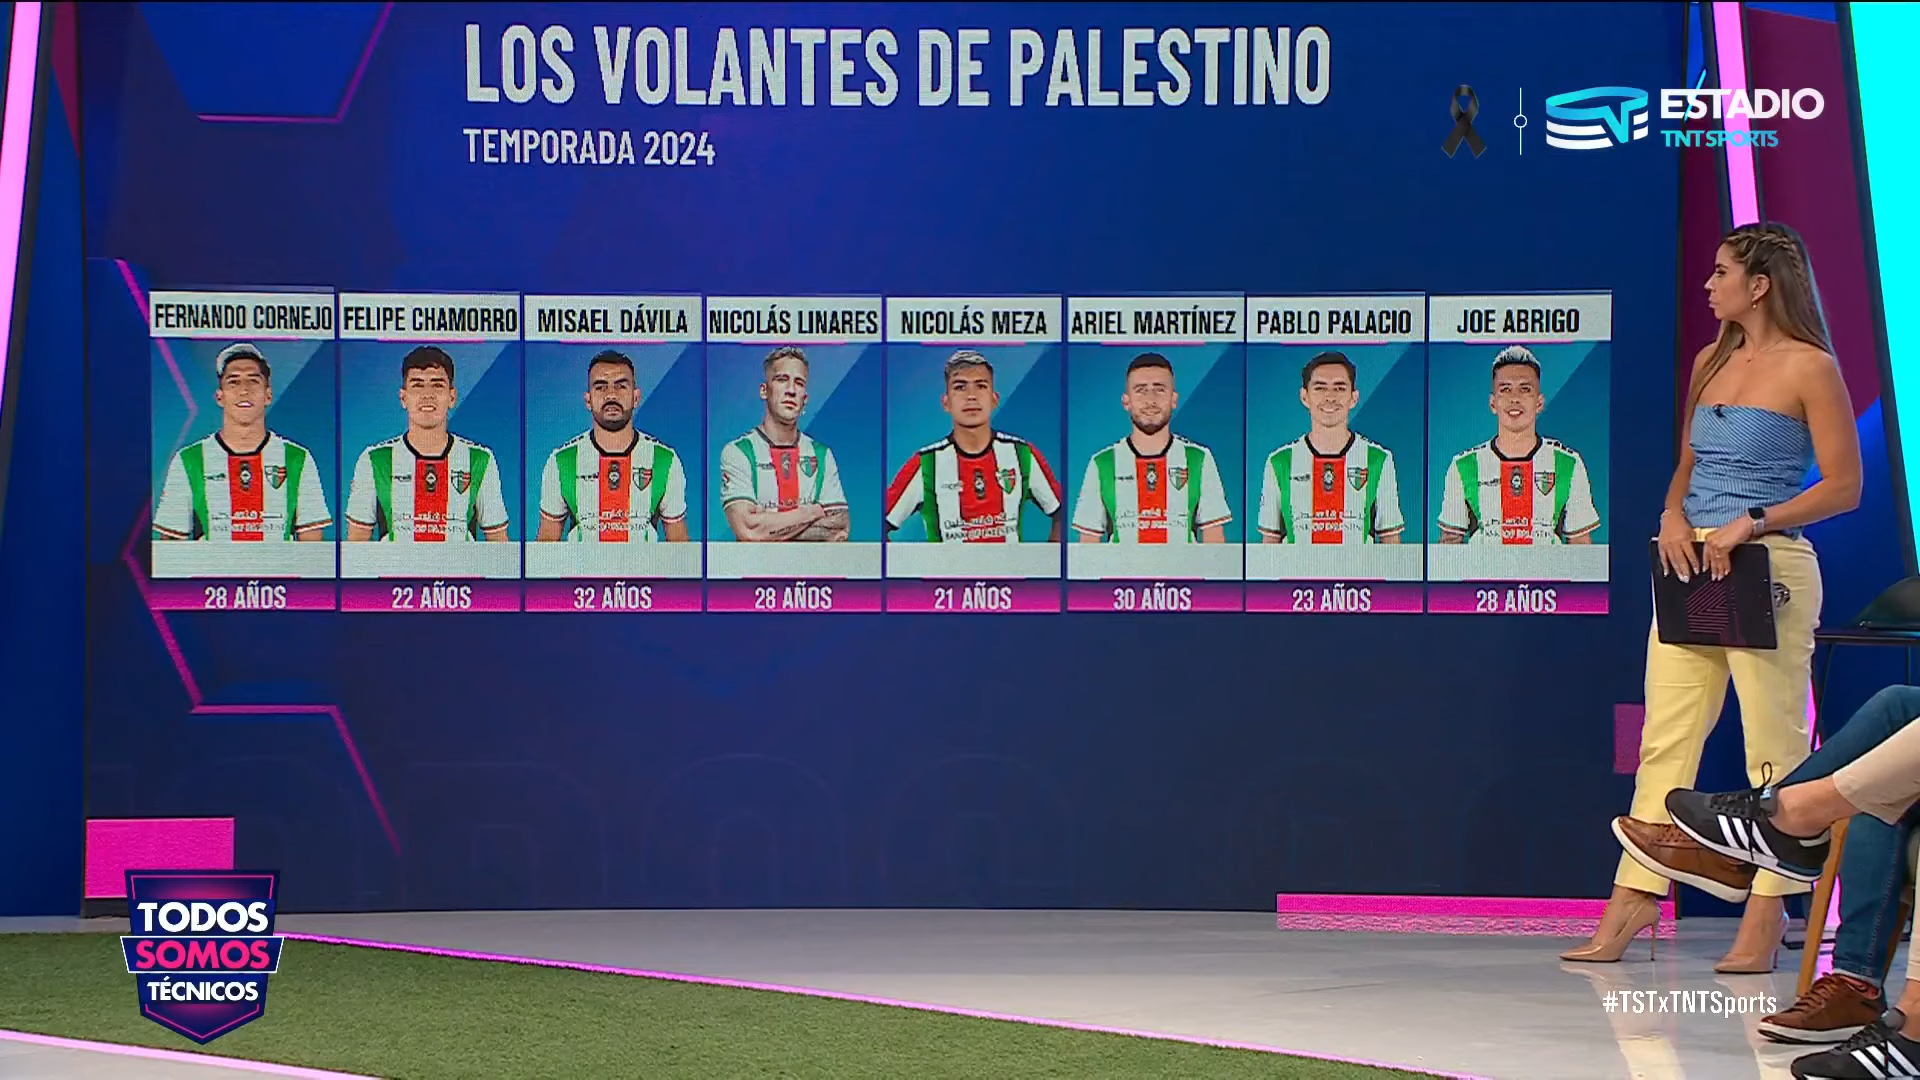 LOS VOLANTES DE PALESTINO
TEMPORADA 2024
ESTADIO
TNT SPORTS
FERNANDO CORNEJO
FELIPE CHAMORRO
MISAEL DÁVILA
NICOLÁS LINARES
NICOLÁS MEZA
ARIEL MARTÍNEZ
PABLO PALACIO
JOE ABRIGO
28 AÑOS
22 AÑOS
32 AÑOS
28 AÑOS
21 AÑOS
30 AÑOS
23 AÑOS
28 AÑOS
TODOS
SOMOS
TÉCNICOS
#TSTxTNTSports